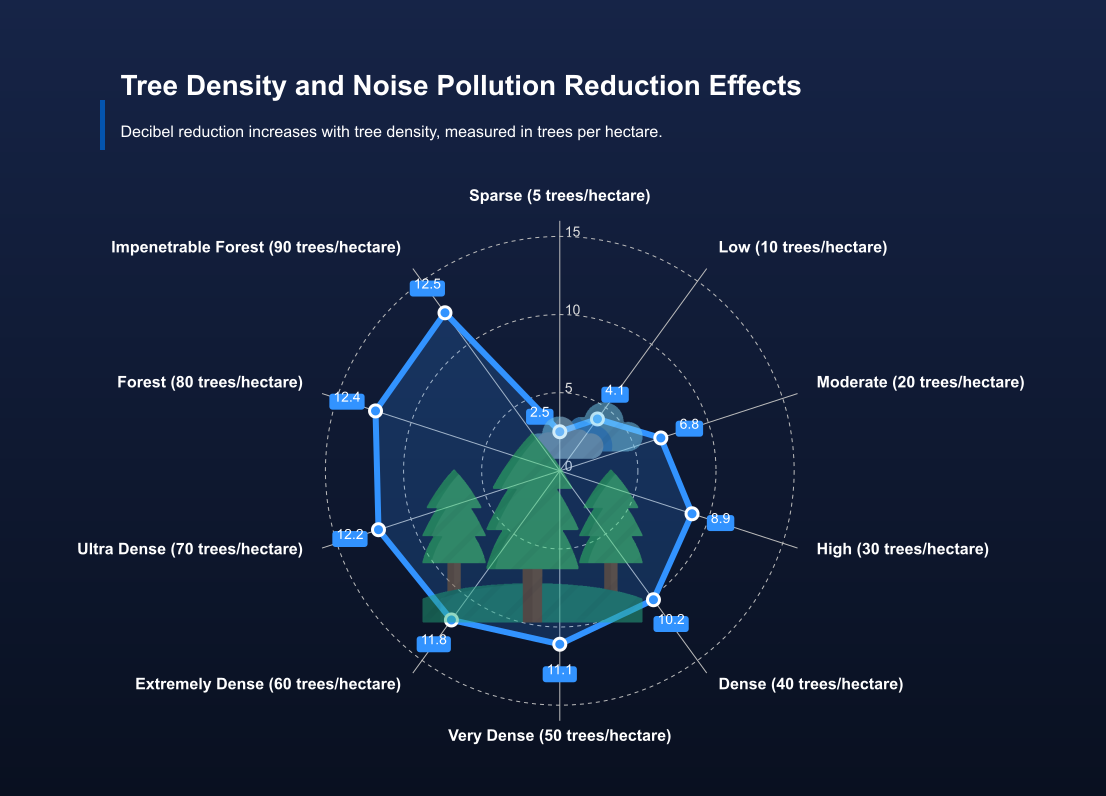 Tree Density and Noise Pollution Reduction Effects
Decibel reduction increases with tree density, measured in trees per hectare.
Sparse (5 trees/hectare)
15
Impenetrable Forest (90 trees/hectare)
Low (10 trees/hectare)
12.5
10
Forest (80 trees/hectare)
Moderate (20 trees/hectare)
5
4.1
12.4
2.5
6.8
0
8.9
12.2
Ultra Dense (70 trees/hectare)
High (30 trees/hectare)
10.2
11.8
11.1
Extremely Dense (60 trees/hectare)
Dense (40 trees/hectare)
Very Dense (50 trees/hectare)